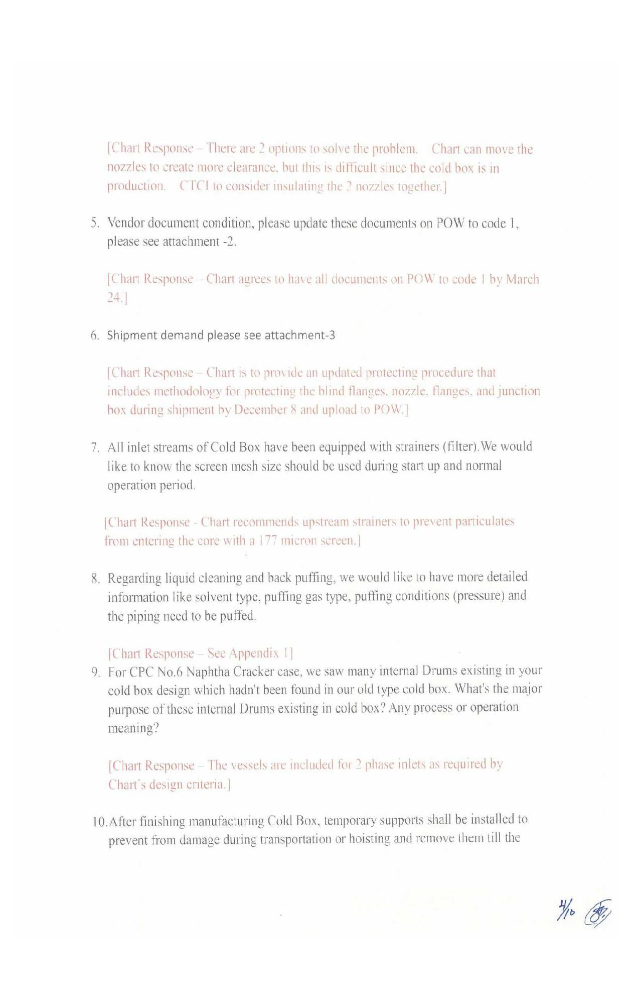 [Chart Response – There are 2 options to solve the problem. Chart can move the
nozzles to create more clearance, but this is difficult since the cold box is in
production. CTCI to consider insulating the 2 nozzles together.]
5. Vendor document condition, please update these documents on POW to code 1,
please see attachment -2.
[Chart Response – Chart agrees to have all documents on POW to code 1 by March
24.]
6. Shipment demand please see attachment-3
[Chart Response – Chart is to provide an updated protecting procedure that
includes methodology for protecting the blind flanges, nozzle, flanges, and junction
box during shipment by December 8 and upload to POW.]
7. All inlet streams of Cold Box have been equipped with strainers (filter).We would
like to know the screen mesh size should be used during start up and normal
operation period.
[Chart Response - Chart recommends upstream strainers to prevent particulates
from entering the core with a 177 micron screen.]
8. Regarding liquid cleaning and back puffing, we would like to have more detailed
information like solvent type, puffing gas type, puffing conditions (pressure) and
the piping need to be puffed.
[Chart Response – See Appendix 1]
9. For CPC No.6 Naphtha Cracker case, we saw many internal Drums existing in your
cold box design which hadn't been found in our old type cold box. What's the major
purpose of these internal Drums existing in cold box? Any process or operation
meaning?
[Chart Response – The vessels are included for 2 phase inlets as required by
Chart's design criteria.]
10.After finishing manufacturing Cold Box, temporary supports shall be installed to
prevent from damage during transportation or hoisting and remove them till the
4/10